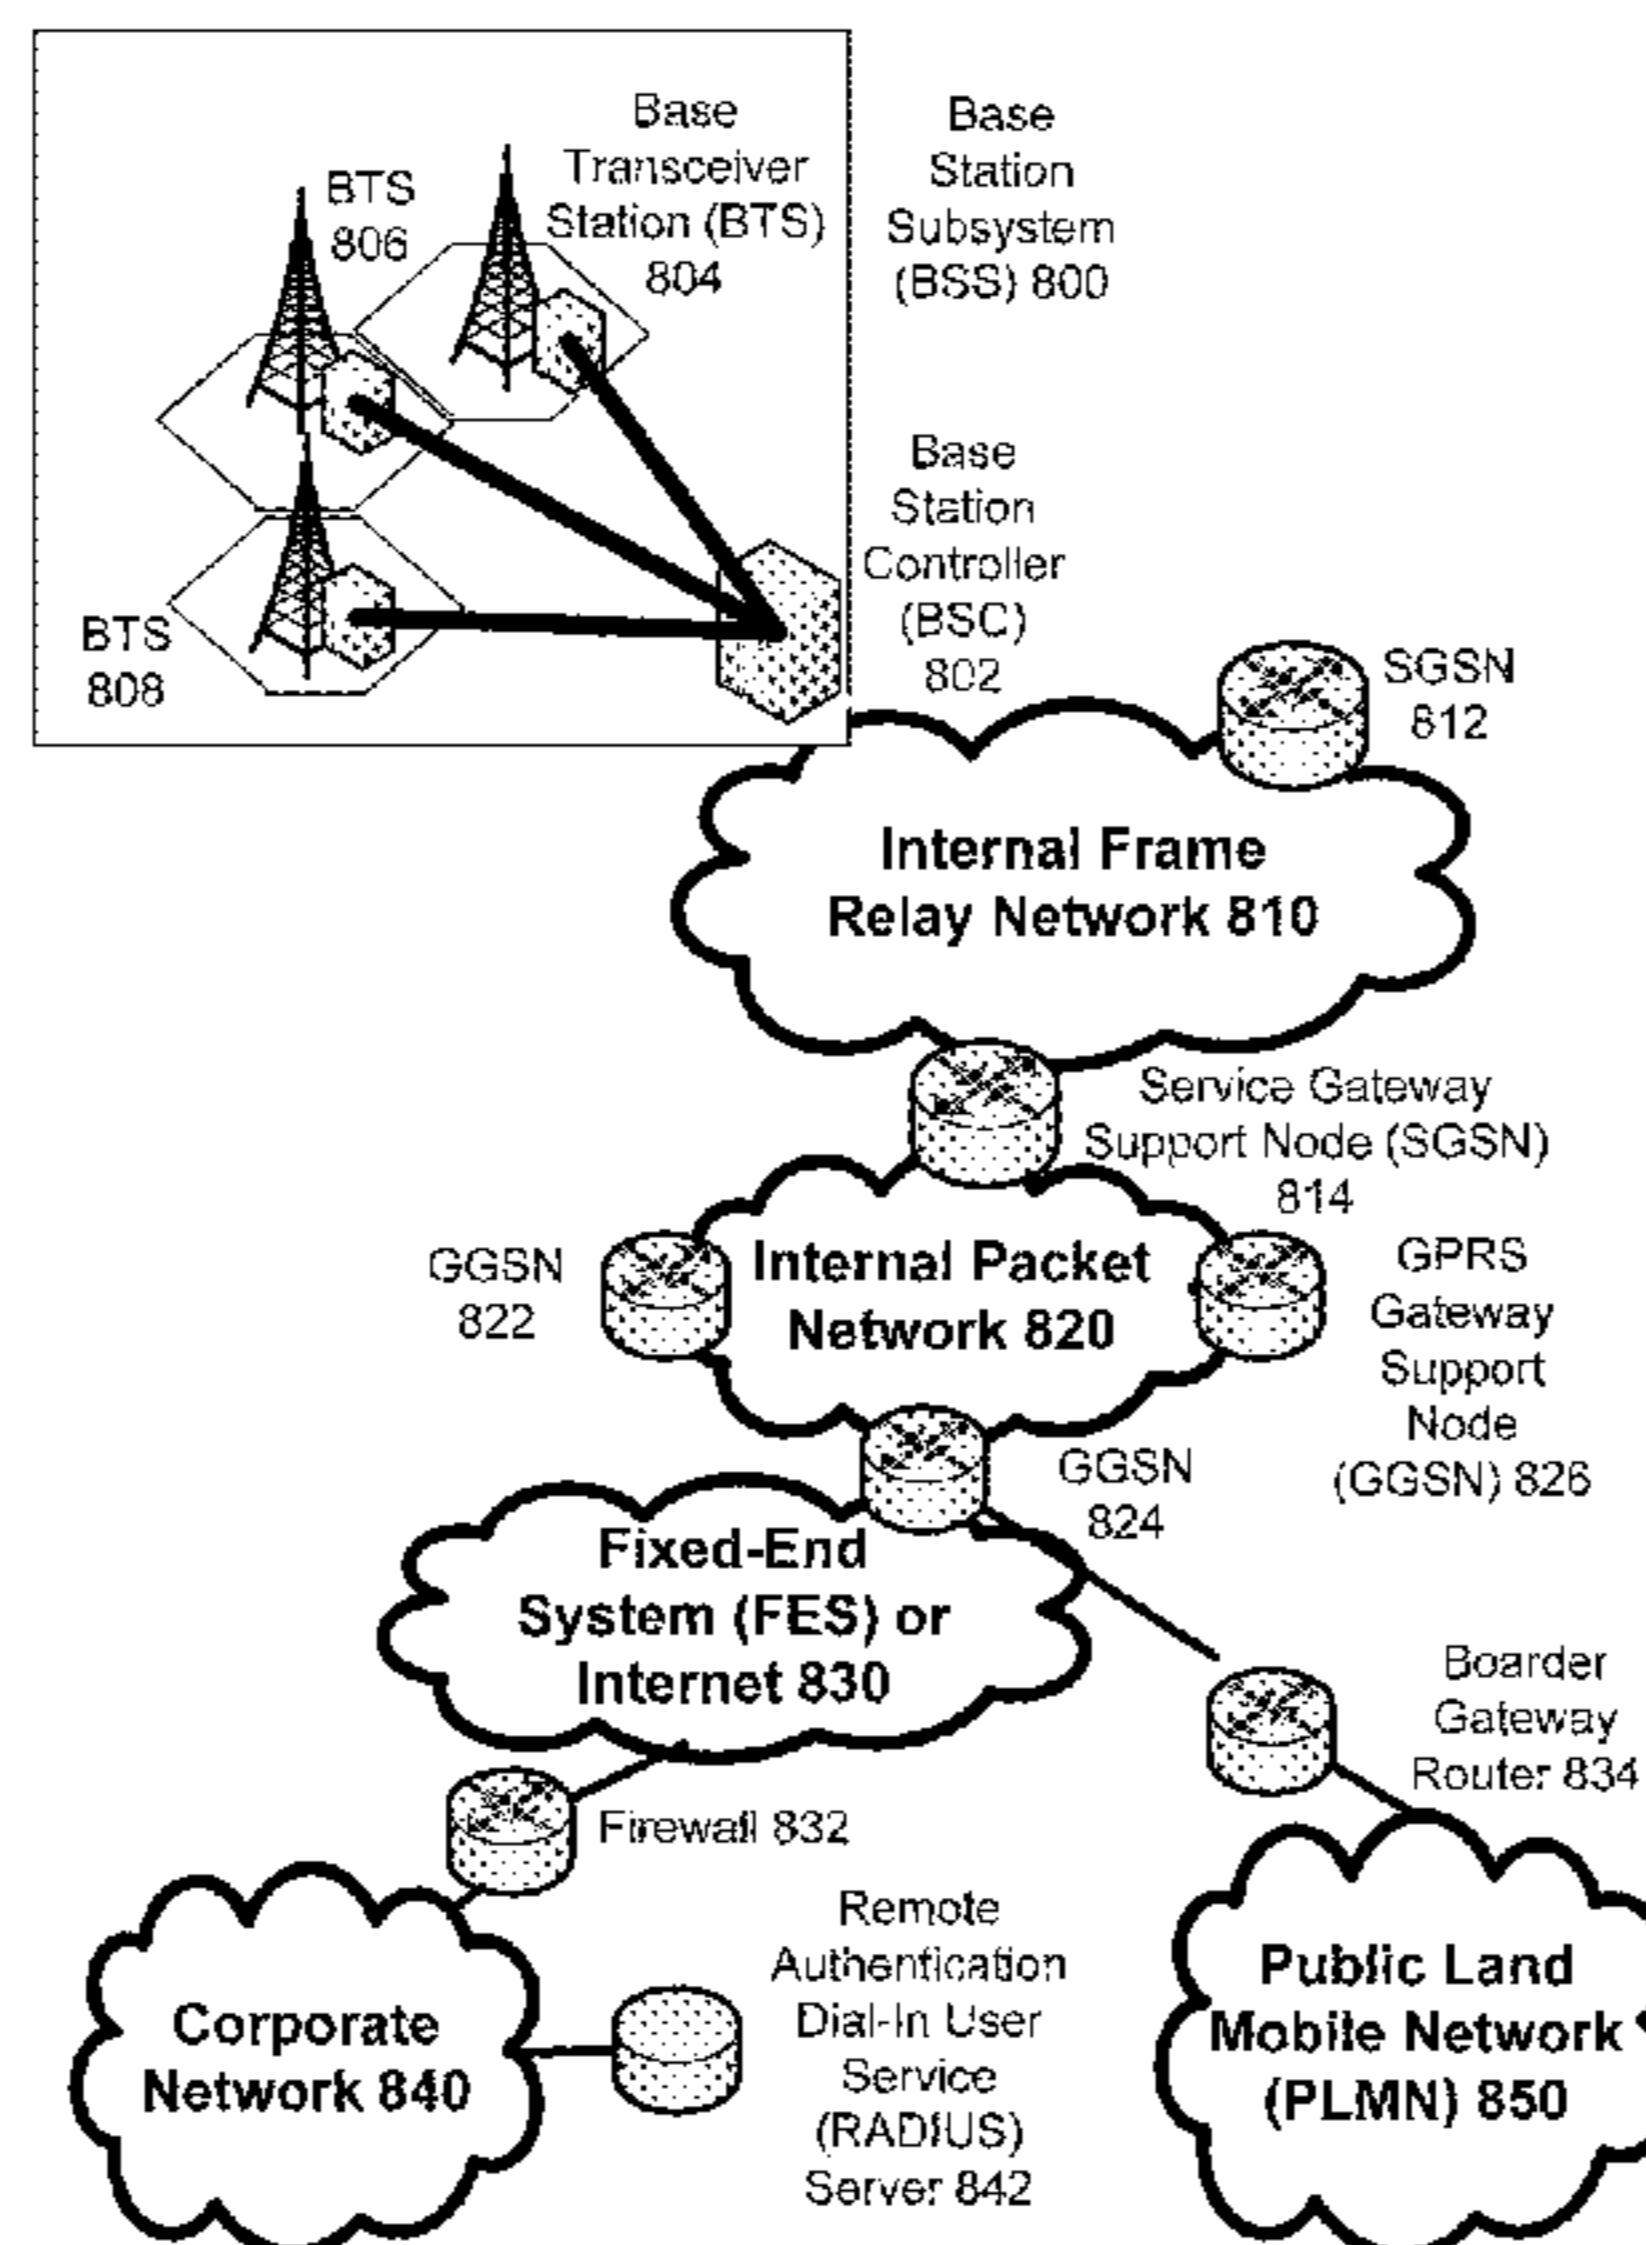 Base
Transceiver
Station (BTS)
804
BTS
806
BTS
808
Base
Station
Subsystem
(BSS) 800
Base
Station
Controller
(BSC)
802
SGSN
812
Internal Frame
Relay Network 810
Service Gateway
Support Node (SGSN)
814
GGSN
822
Internal Packet
Network 820
GPRS
Gateway
Support
Node
(GGSN) 826
GGSN
824
Fixed-End
System (FES) or
Internet 830
Boarder
Gateway
Router 834
Firewall 832
Remote
Authentication
Dial-In User
Service
(RADIUS)
Server 842
Corporate
Network 840
Public Land
Mobile Network
(PLMN) 850